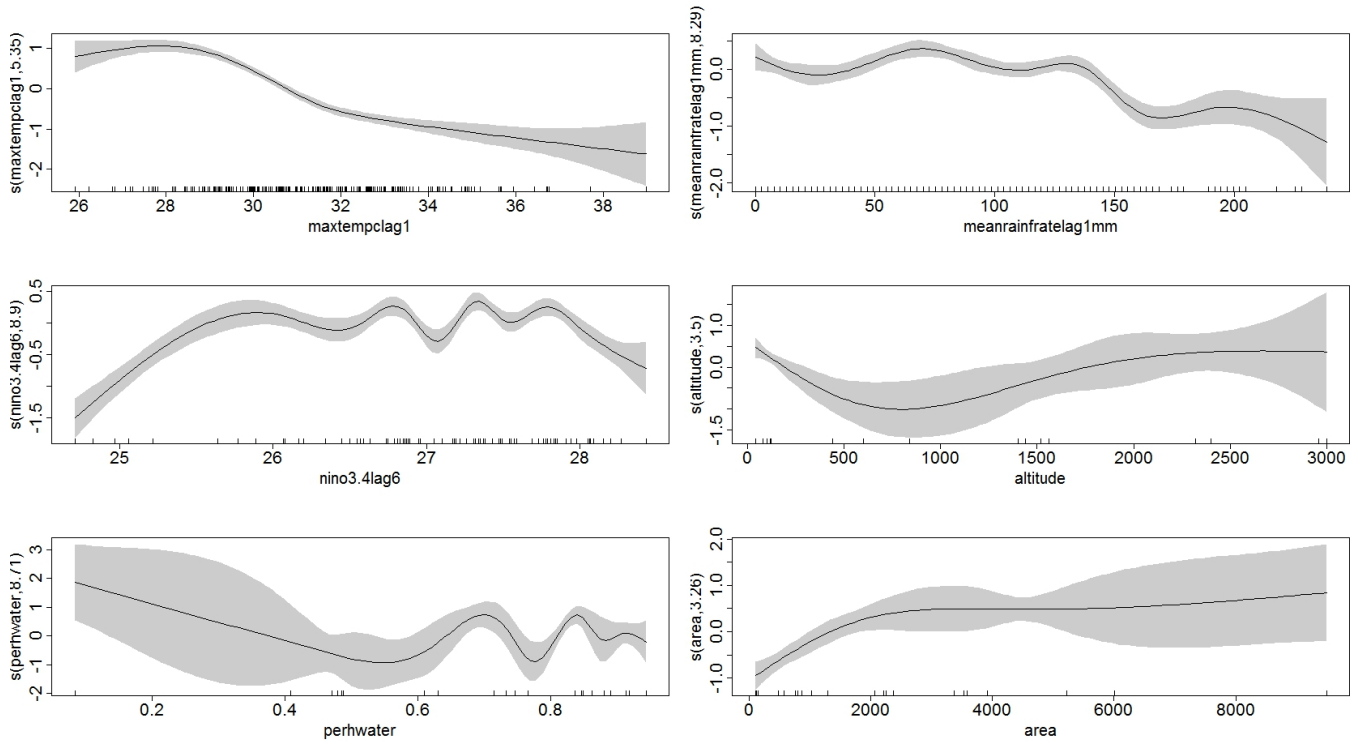 s(maxtempclag1,5.35)
1
0
-1
-2
26 28 30 32 34 36 38
maxtempclag1
s(meanrainfratelag1mm,8.29)
0.0
-1.0
-2.0
0 50 100 150 200
meanrainfratelag1mm
s(nino3.4lag6,8.9)
0.5
-0.5
-1.5
25 26 27 28
nino3.4lag6
s(altitude,3.5)
1.0
0.0
-1.5
0 500 1000 1500 2000 2500 3000
altitude
s(perhwater,8.71)
3
2
1
0
-1
-2
0.2 0.4 0.6 0.8
perhwater
s(area,3.26)
2.0
1.0
0.0
-1.0
0 2000 4000 6000 8000
area